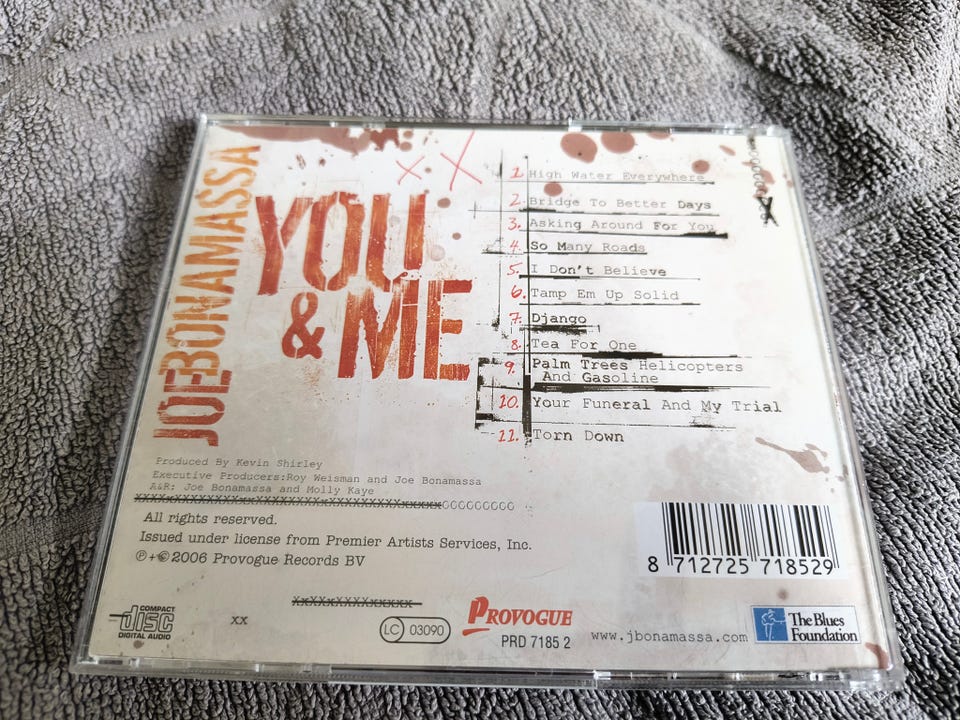 JOE BONAMASSA
YOU
& ME
1. High Water Everywhere
2. Bridge To Better Days
3. Asking Around For You
4. So Many Roads
5. I Don't Believe
6. Tamp Em Up Solid
7. Django
8. Tea For One
9. Palm Trees Helicopters
And Gasoline
10. Your Funeral And My Trial
11. Torn Down
Produced By Kevin Shirley
Executive Producers:Roy Weisman and Joe Bonamassa
A&R: Joe Bonamassa and Molly Kaye
All rights reserved.
Issued under license from Premier Artists Services, Inc.
℗+© 2006 Provogue Records BV
8 712725 718529
COMPACT
disc
DIGITAL AUDIO
xx
LC 03090
PROVOGUE
PRD 7185 2
www.jbonamassa.com
The Blues
Foundation